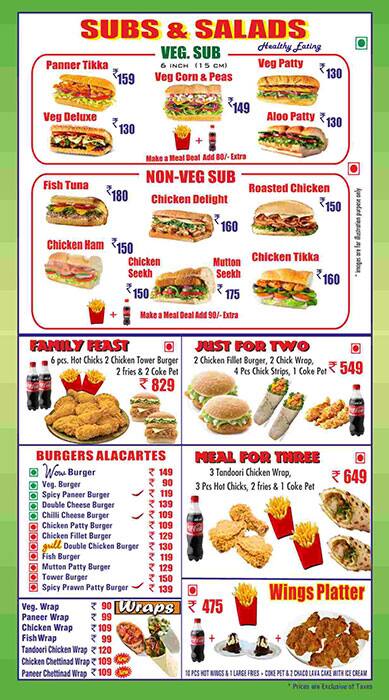 SUBS & SALADS
Healthy Eating
VEG. SUB
6 INCH (15 CM)
Panner Tikka
₹159
Veg Corn & Peas
₹149
Veg Patty
₹130
Veg Deluxe
₹130
Aloo Patty
₹130
Make a Meal Deal Add 80/- Extra
NON-VEG SUB
Fish Tuna
₹180
Chicken Delight
₹160
Roasted Chicken
₹150
Chicken Ham
₹150
Chicken Seekh
₹150
Mutton Seekh
₹175
Chicken Tikka
₹160
Make a Meal Deal Add 90/- Extra
* images are for illustration purpose only
FAMILY FEAST
6 pcs. Hot Chicks 2 Chicken Tower Burger
2 fries & 2 Coke Pet
₹829
JUST FOR TWO
2 Chicken Fillet Burger, 2 Chick Wrap,
4 Pcs Chick Strips, 1 Coke Pet
₹549
BURGERS ALACARTES
Wow Burger ₹149
Veg. Burger ₹90
Spicy Paneer Burger ₹119
Double Cheese Burger ₹139
Chilli Cheese Burger ₹109
Chicken Patty Burger ₹109
Chicken Fillet Burger ₹129
grill Double Chicken Burger ₹130
Fish Burger ₹119
Mutton Patty Burger ₹129
Tower Burger ₹150
Spicy Prawn Patty Burger ₹139
MEAL FOR THREE
3 Tandoori Chicken Wrap,
3 Pcs Hot Chicks, 2 fries & 1 Coke Pet
₹649
Wraps
Veg. Wrap ₹90
Paneer Wrap ₹99
Chicken Wrap ₹99
Fish Wrap ₹99
Tandoori Chicken Wrap ₹120
Chicken Chettinad Wrap ₹109
Paneer Chettinad Wrap ₹109
Wings Platter
₹475
10 PCS HOT WINGS & 1 LARGE FRIES + COKE PET & 2 CHACO LAVA CAKE WITH ICE CREAM
* Prices are Exclusive of Taxes